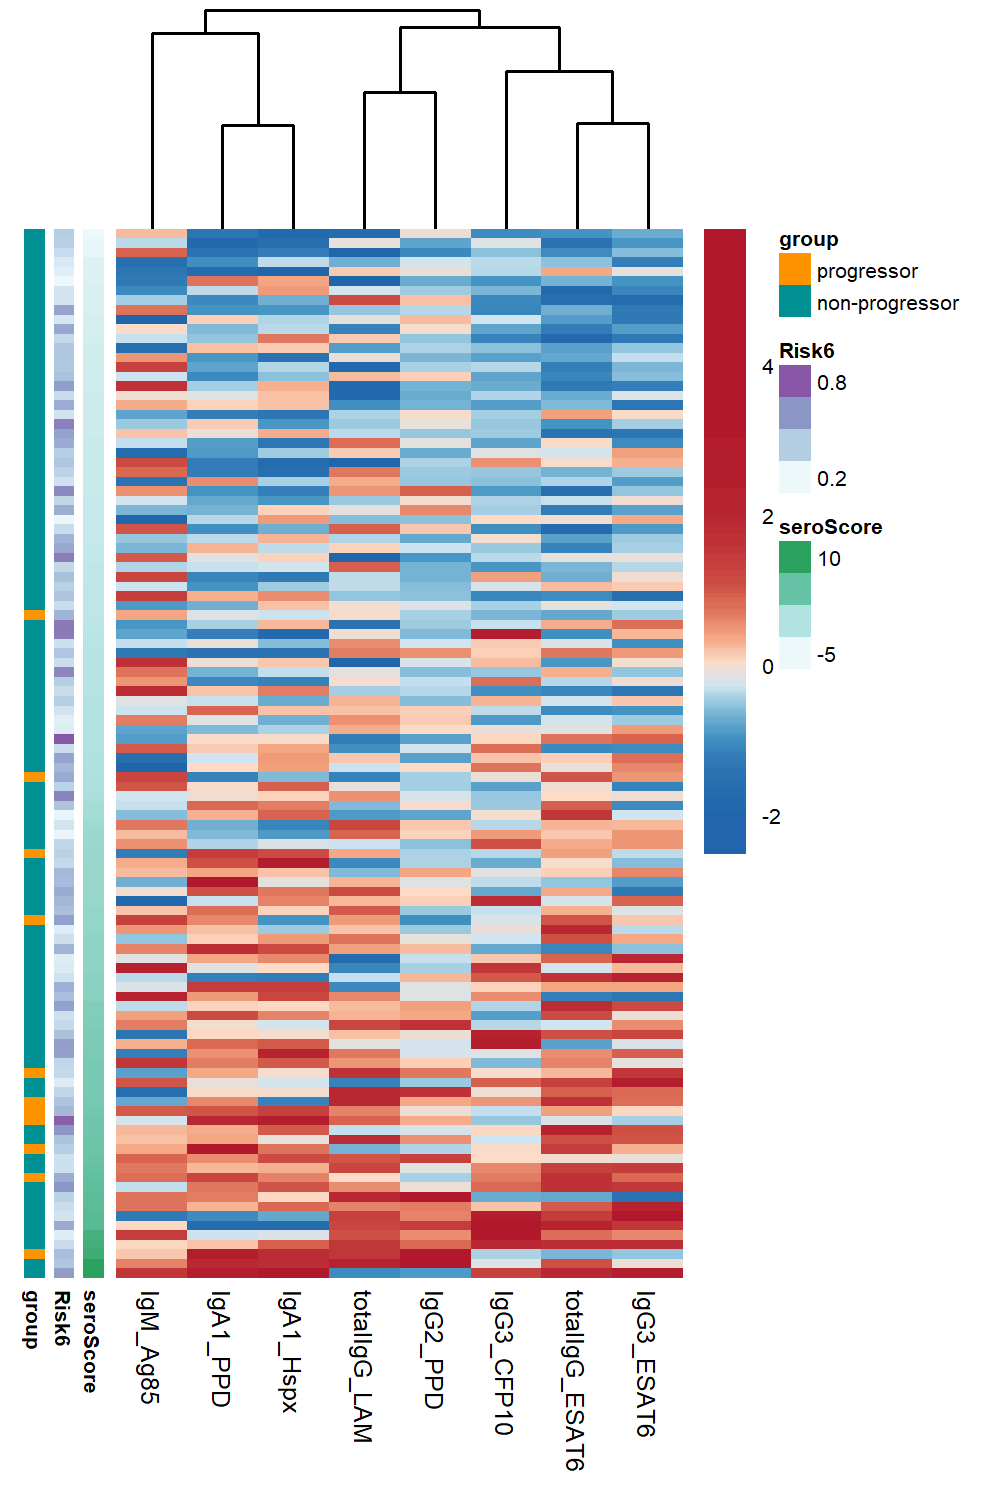 group
progressor
non-progressor
Risk6
0.8
0.2
seroScore
10
-5
4
2
0
-2
group
Risk6
seroScore
IgM_Ag85
IgA1_PPD
IgA1_Hspx
totalIgG_LAM
IgG2_PPD
IgG3_CFP10
totalIgG_ESAT6
IgG3_ESAT6